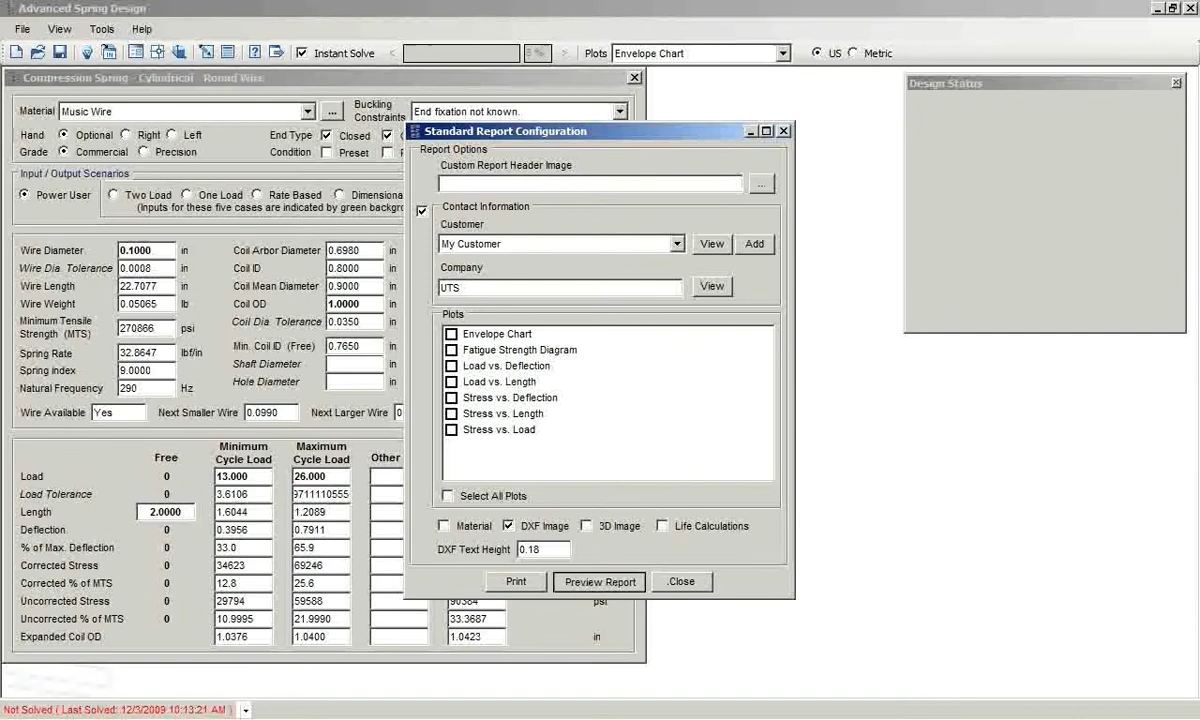 Advanced Spring Design
File View Tools Help
Instant Solve < % > Plots Envelope Chart US Metric
Compression Spring - Cylindrical - Round Wire
Design Status
Material Music Wire ... Buckling Constraints End fixation not known.
Hand Optional Right Left End Type Closed
Grade Commercial Precision Condition Preset
Input / Output Scenarios
Power User Two Load One Load Rate Based Dimensiona
(Inputs for these five cases are indicated by green backgro
Wire Diameter 0.1000 in Coil Arbor Diameter 0.6980 in
Wire Dia Tolerance 0.0008 in Coil ID 0.8000 in
Wire Length 22.7077 in Coil Mean Diameter 0.9000 in
Wire Weight 0.05065 lb Coil OD 1.0000 in
Minimum Tensile Strength (MTS) 270866 psi Coil Dia Tolerance 0.0350 in
Spring Rate 32.8647 lbf/in Min. Coil ID (Free) 0.7650 in
Spring index 9.0000 Shaft Diameter in
Natural Frequency 290 Hz Hole Diameter in
Wire Available Yes Next Smaller Wire 0.0990 Next Larger Wire 0
Free Minimum Cycle Load Maximum Cycle Load Other
Load 0 13.000 26.000
Load Tolerance 0 3.6106 9711110555
Length 2.0000 1.6044 1.2089
Deflection 0 0.3956 0.7911
% of Max. Deflection 0 33.0 65.9
Corrected Stress 0 34623 69246
Corrected % of MTS 0 12.8 25.6
Uncorrected Stress 0 29794 59588 90384 psi
Uncorrected % of MTS 0 10.9995 21.9990 33.3687
Expanded Coil OD 1.0376 1.0400 1.0423 in
Standard Report Configuration
Report Options
Custom Report Header Image
...
Contact Information
Customer
My Customer View Add
Company
UTS View
Plots
Envelope Chart
Fatigue Strength Diagram
Load vs. Deflection
Load vs. Length
Stress vs. Deflection
Stress vs. Length
Stress vs. Load
Select All Plots
Material DXF Image 3D Image Life Calculations
DXF Text Height 0.18
Print Preview Report .Close
Not Solved ( Last Solved: 12/3/2009 10:13:21 AM )